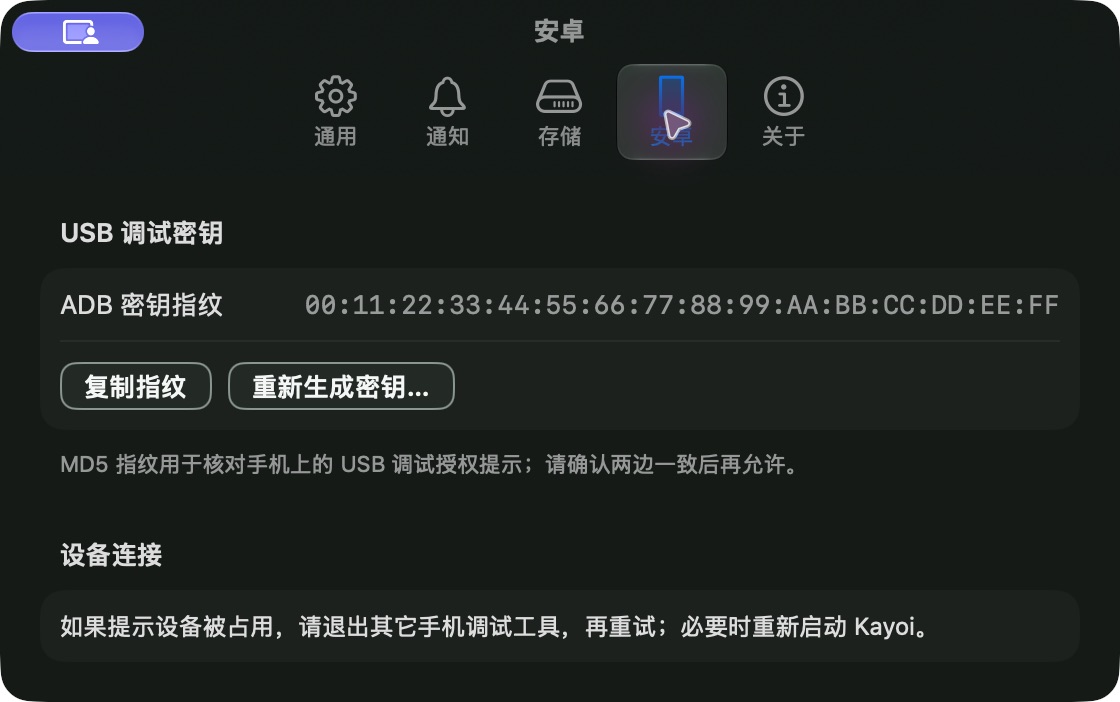 安卓
通用
通知
存储
安卓
关于
USB 调试密钥
ADB 密钥指纹 00:11:22:33:44:55:66:77:88:99:AA:BB:CC:DD:EE:FF
复制指纹
重新生成密钥...
MD5 指纹用于核对手机上的 USB 调试授权提示；请确认两边一致后再允许。
设备连接
如果提示设备被占用，请退出其它手机调试工具，再重试；必要时重新启动 Kayoi。